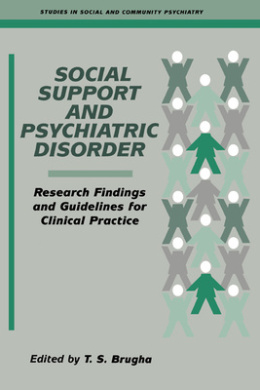 STUDIES IN SOCIAL AND COMMUNITY PSYCHIATRY
SOCIAL
SUPPORT
AND
PSYCHIATRIC
DISORDER
Research Findings
and Guidelines for
Clinical Practice
Edited by T. S. Brugha